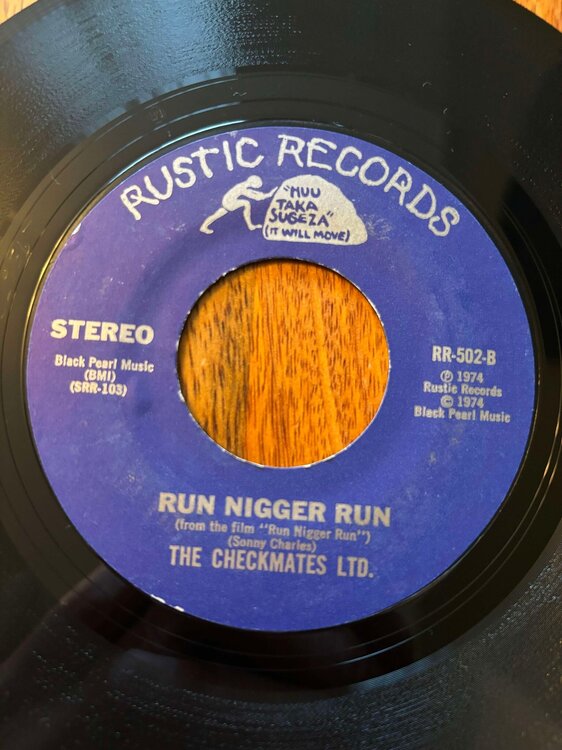 RUSTIC RECORDS
"MUU
TAKA
SUGEZA"
(IT WILL MOVE)
STEREO
Black Pearl Music
(BMI)
(SRR-103)
RR-502-B
Ⓟ 1974
Rustic Records
© 1974
Black Pearl Music
RUN NIGGER RUN
(from the film "Run Nigger Run")
(Sonny Charles)
THE CHECKMATES LTD.